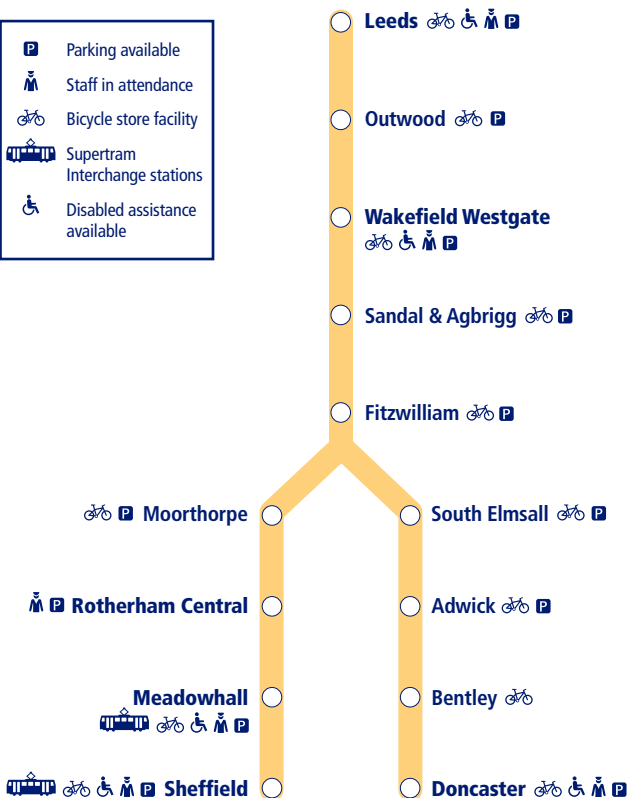 P Parking available
Staff in attendance
Bicycle store facility
Supertram
Interchange stations
Disabled assistance
available
Leeds P
Outwood P
Wakefield Westgate
P
Sandal & Agbrigg P
Fitzwilliam P
P Moorthorpe
South Elmsall P
P Rotherham Central
Adwick P
Meadowhall
P
Bentley
P Sheffield
Doncaster P